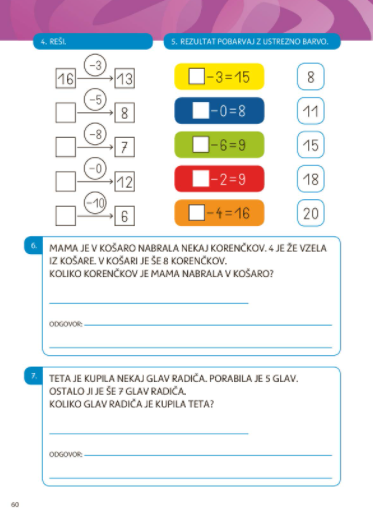 4. REŠI.
16 -3 13
-5 8
-8 7
-0 12
-10 6
5. REZULTAT POBARVAJ Z USTREZNO BARVO.
-3=15 8
-0=8 11
-6=9 15
-2=9 18
-4=16 20
6. MAMA JE V KOŠARO NABRALA NEKAJ KORENČKOV. 4 JE ŽE VZELA
IZ KOŠARE. V KOŠARI JE ŠE 8 KORENČKOV.
KOLIKO KORENČKOV JE MAMA NABRALA V KOŠARO?
ODGOVOR:
7. TETA JE KUPILA NEKAJ GLAV RADIČA. PORABILA JE 5 GLAV.
OSTALO JI JE ŠE 7 GLAV RADIČA.
KOLIKO GLAV RADIČA JE KUPILA TETA?
ODGOVOR:
60